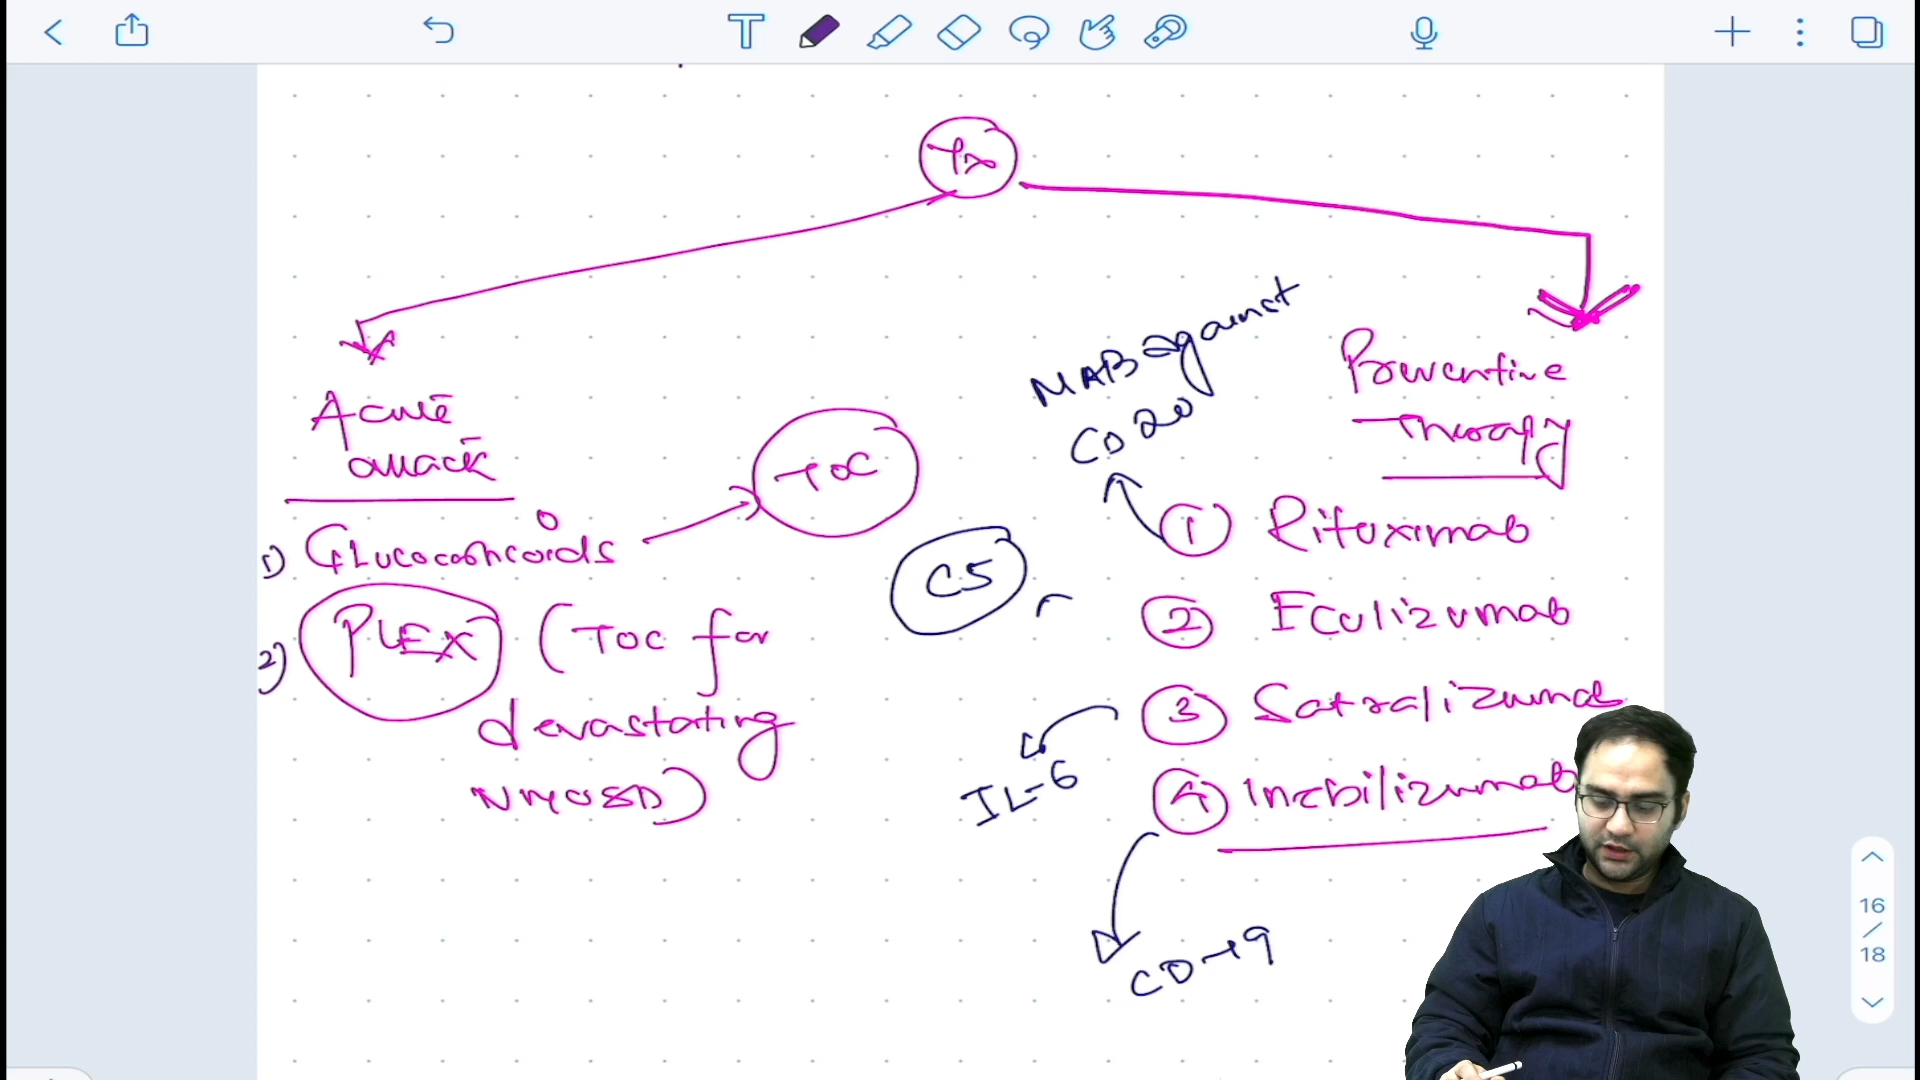 Tx
Acute
attack
1) Glucocorticoids
TOC
2) PLEX (TOC for
devastating
NMOSD)
Preventive
Therapy
MAB against
CD20
1 Rituximab
C5
2 Eculizumab
3 Satralizumab
IL-6
4 Inebilizumab
CD-19
16
/
18